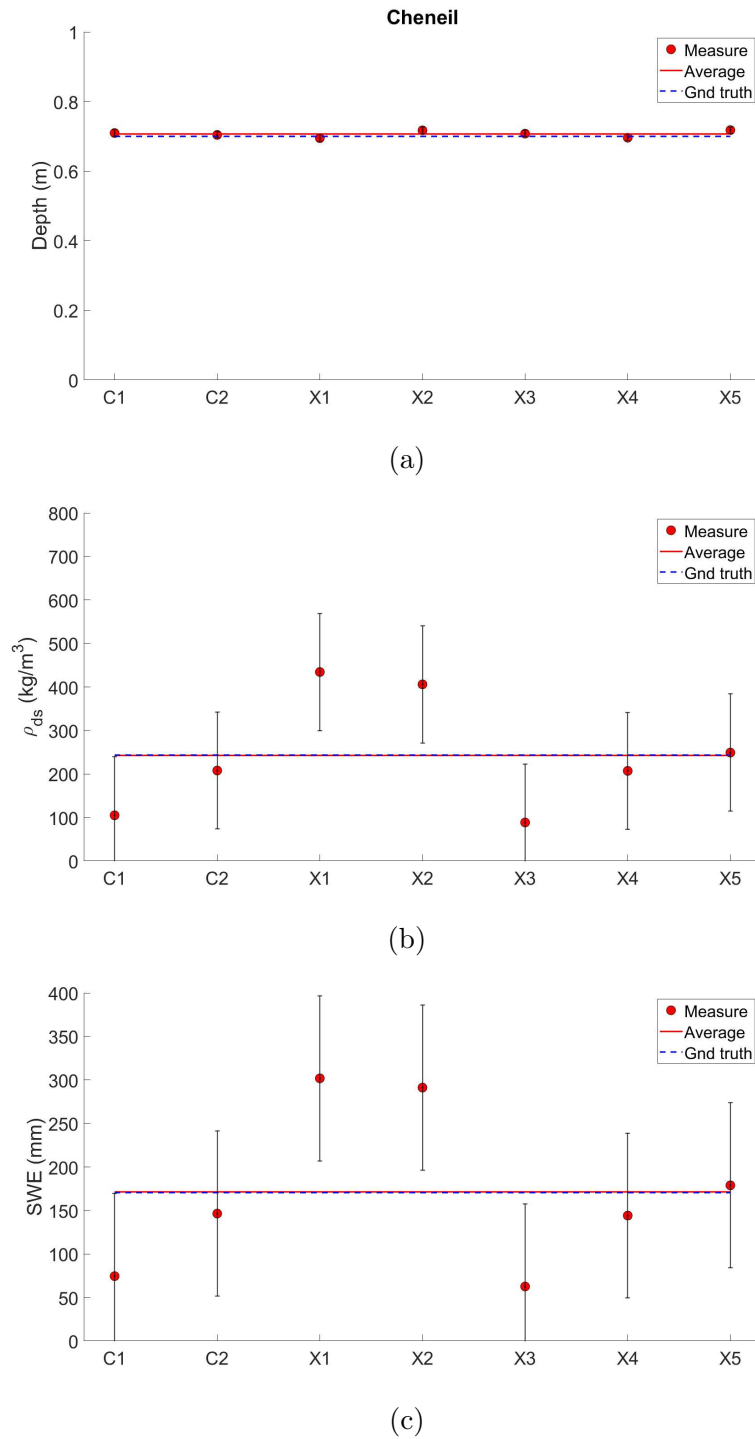 Cheneil
1
0.8
0.6
0.4
0.2
0
Depth (m)
Measure
Average
Gnd truth
C1 C2 X1 X2 X3 X4 X5
(a)
800
700
600
500
400
300
200
100
0
ρds (kg/m³)
Measure
Average
Gnd truth
C1 C2 X1 X2 X3 X4 X5
(b)
400
350
300
250
200
150
100
50
0
SWE (mm)
Measure
Average
Gnd truth
C1 C2 X1 X2 X3 X4 X5
(c)